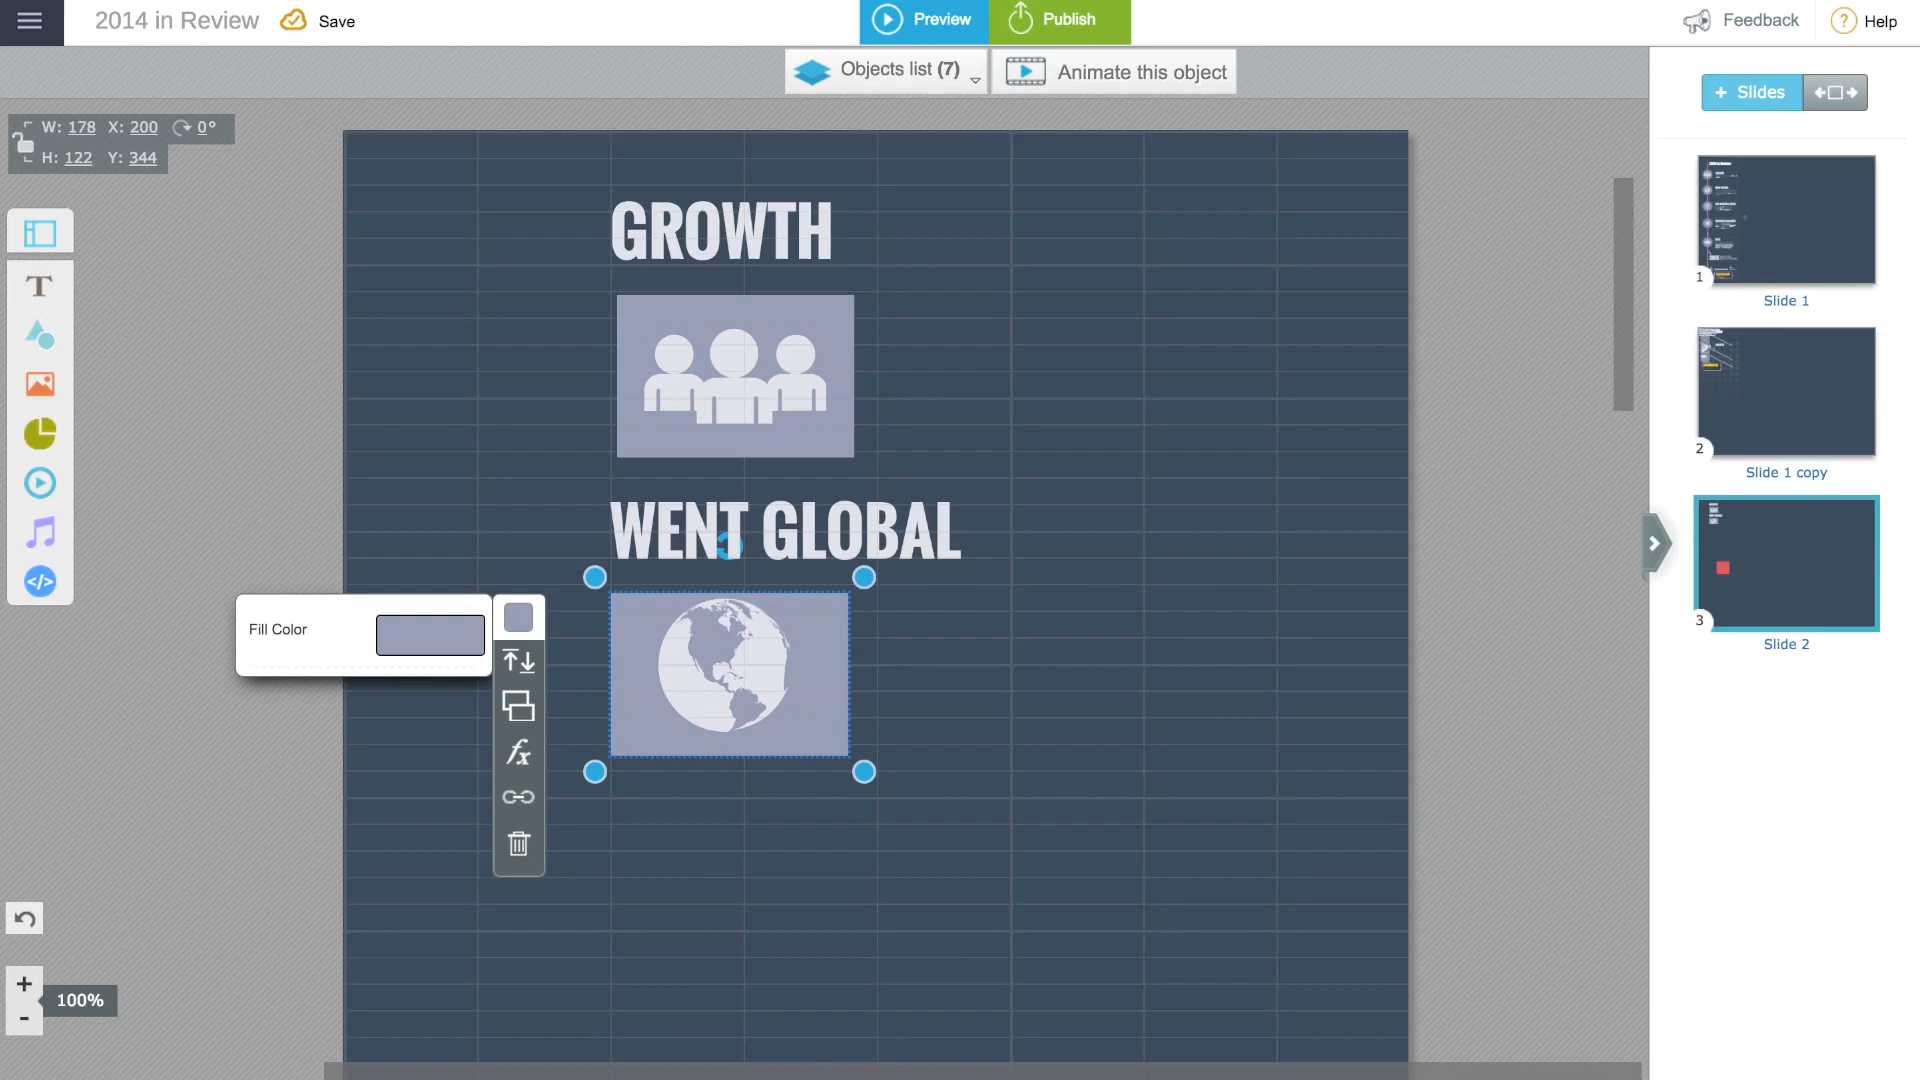 2014 in Review
Save
Preview
Publish
Feedback
? Help
Objects list (7)
Animate this object
+ Slides
W: 178 X: 200 0°
H: 122 Y: 344
T
GROWTH
WENT GLOBAL
Fill Color
fx
</>
+
100%
-
1
Slide 1
2
Slide 1 copy
3
Slide 2